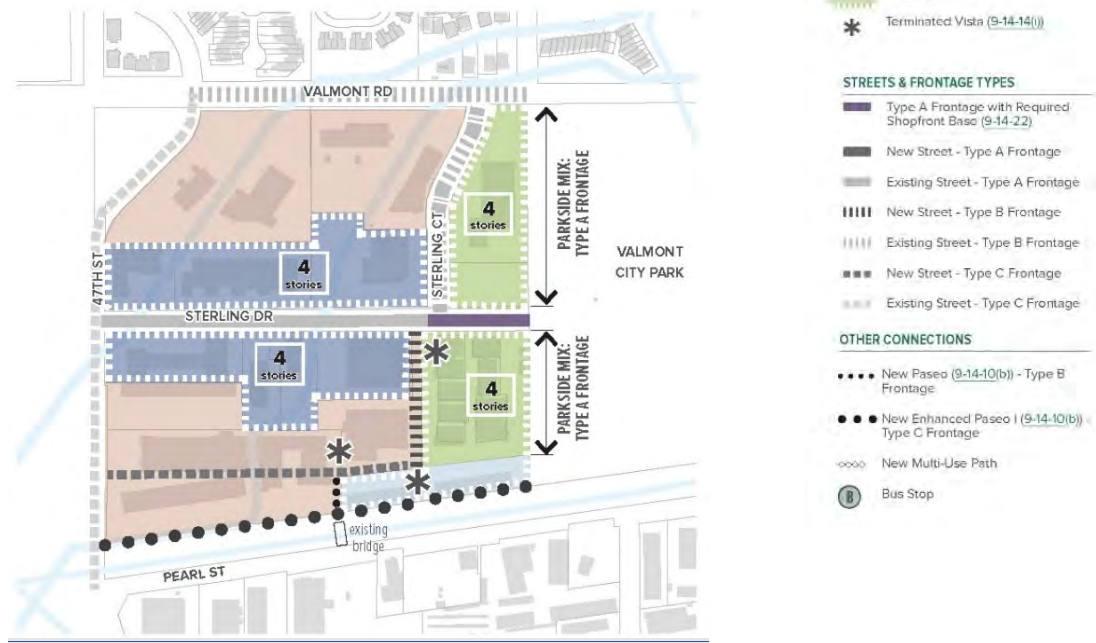 VALMONT RD
47TH ST
4
stories
STERLING CT
4
stories
PARKSIDE MIX:
TYPE A FRONTAGE
VALMONT
CITY PARK
STERLING DR
4
stories
4
stories
PARKSIDE MIX:
TYPE A FRONTAGE
existing
bridge
PEARL ST
Terminated Vista (9-14-14(i))
STREETS & FRONTAGE TYPES
Type A Frontage with Required
Shopfront Base (9-14-22)
New Street - Type A Frontage
Existing Street - Type A Frontage
New Street - Type B Frontage
Existing Street - Type B Frontage
New Street - Type C Frontage
Existing Street - Type C Frontage
OTHER CONNECTIONS
New Paseo (9-14-10(b)) - Type B
Frontage
New Enhanced Paseo I (9-14-10(b))
Type C Frontage
New Multi-Use Path
B Bus Stop